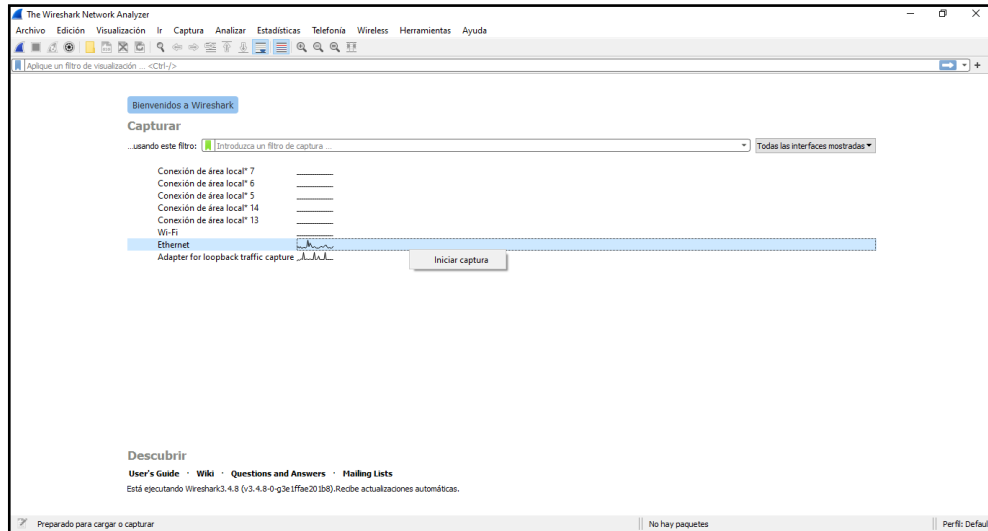 The Wireshark Network Analyzer
Archivo Edición Visualización Ir Captura Analizar Estadísticas Telefonía Wireless Herramientas Ayuda
Aplique un filtro de visualización ... <Ctrl-/>
Bienvenidos a Wireshark
Capturar
...usando este filtro: Introduzca un filtro de captura ... Todas las interfaces mostradas
Conexión de área local* 7
Conexión de área local* 6
Conexión de área local* 5
Conexión de área local* 14
Conexión de área local* 13
Wi-Fi
Ethernet
Adapter for loopback traffic capture
Iniciar captura
Descubrir
User's Guide · Wiki · Questions and Answers · Mailing Lists
Está ejecutando Wireshark3.4.8 (v3.4.8-0-g3e1ffae201b8).Recibe actualizaciones automáticas.
Preparado para cargar o capturar No hay paquetes Perfil: Defaul